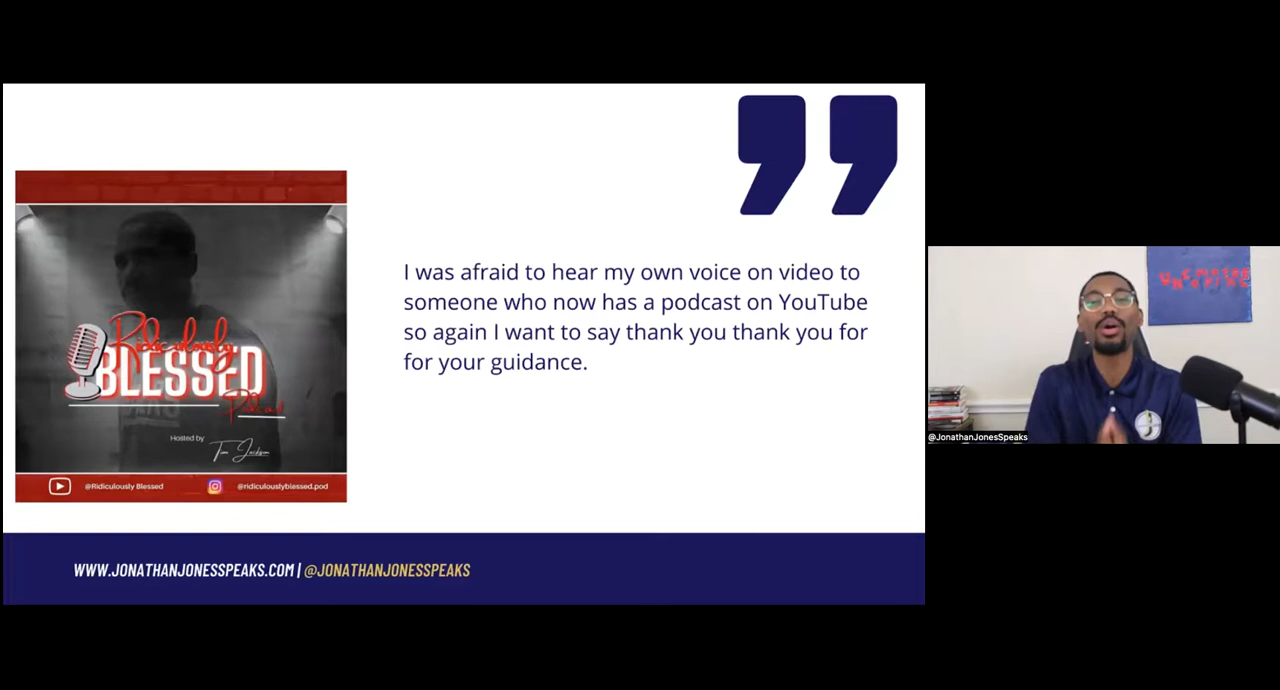 I was afraid to hear my own voice on video to
someone who now has a podcast on YouTube
so again I want to say thank you thank you for
for your guidance.
Ridiculously
BLESSED
Podcast
Hosted by
@Ridiculously Blessed
@ridiculouslyblessed.pod
WWW.JONATHANJONESSPEAKS.COM | @JONATHANJONESSPEAKS
@JonathanJonesSpeaks